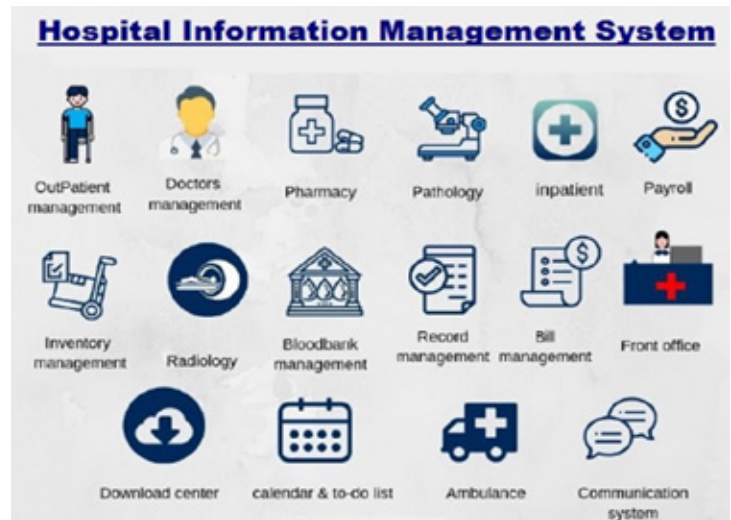 Hospital Information Management System
OutPatient
management
Doctors
management
Pharmacy
Pathology
inpatient
Payroll
Inventory
management
Radiology
Bloodbank
management
Record
management
Bill
management
Front office
Download center
calendar & to-do list
Ambulance
Communication
system